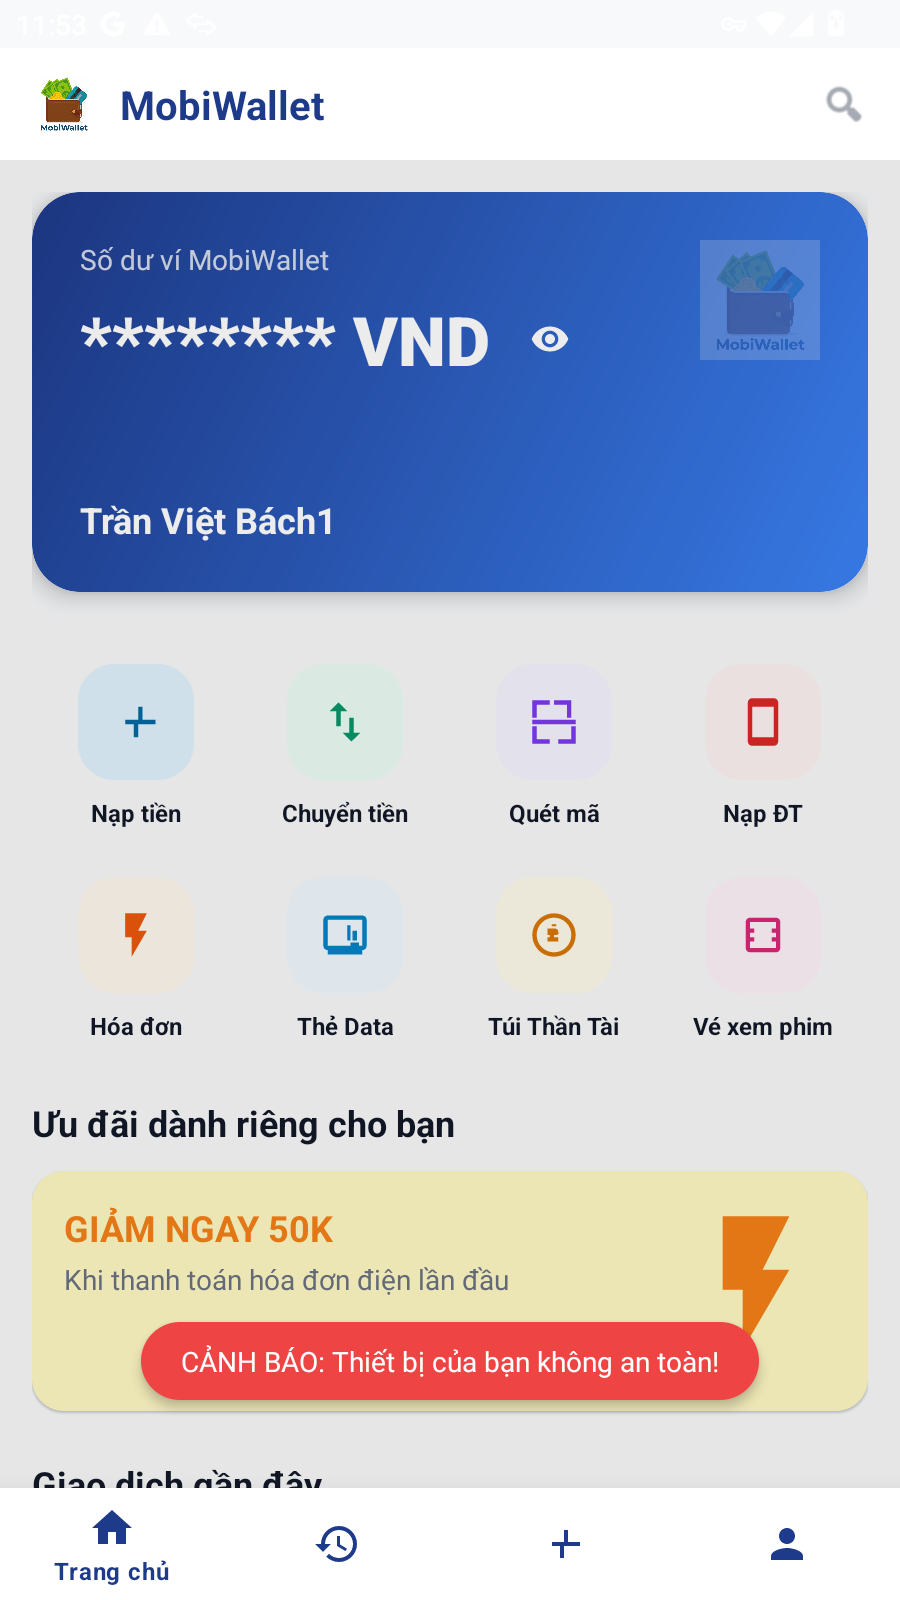 11:53
MobiWallet
MobiWallet
Số dư ví MobiWallet
******** VND
MobiWallet
Trần Việt Bách1
Nạp tiền
Chuyển tiền
Quét mã
Nạp ĐT
Hóa đơn
Thẻ Data
Túi Thần Tài
Vé xem phim
Ưu đãi dành riêng cho bạn
GIẢM NGAY 50K
Khi thanh toán hóa đơn điện lần đầu
CẢNH BÁO: Thiết bị của bạn không an toàn!
Giao dịch gần đây
Trang chủ